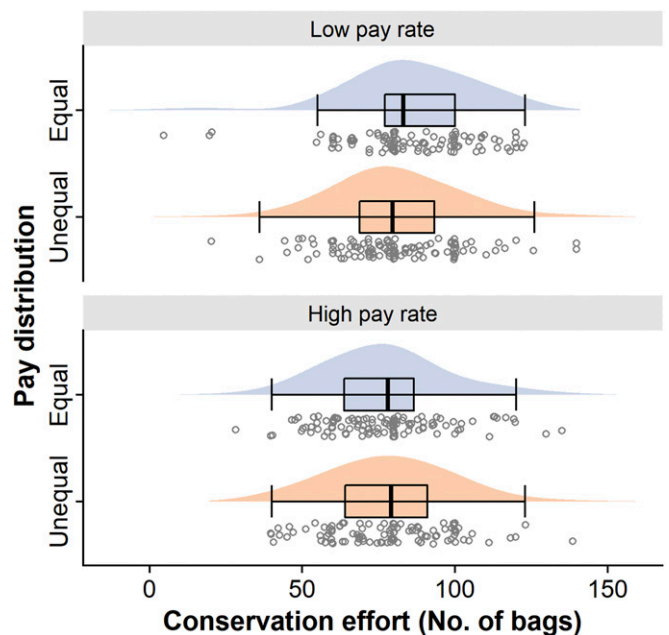 Low pay rate
Equal
Unequal
High pay rate
Equal
Unequal
Pay distribution
0 50 100 150
Conservation effort (No. of bags)